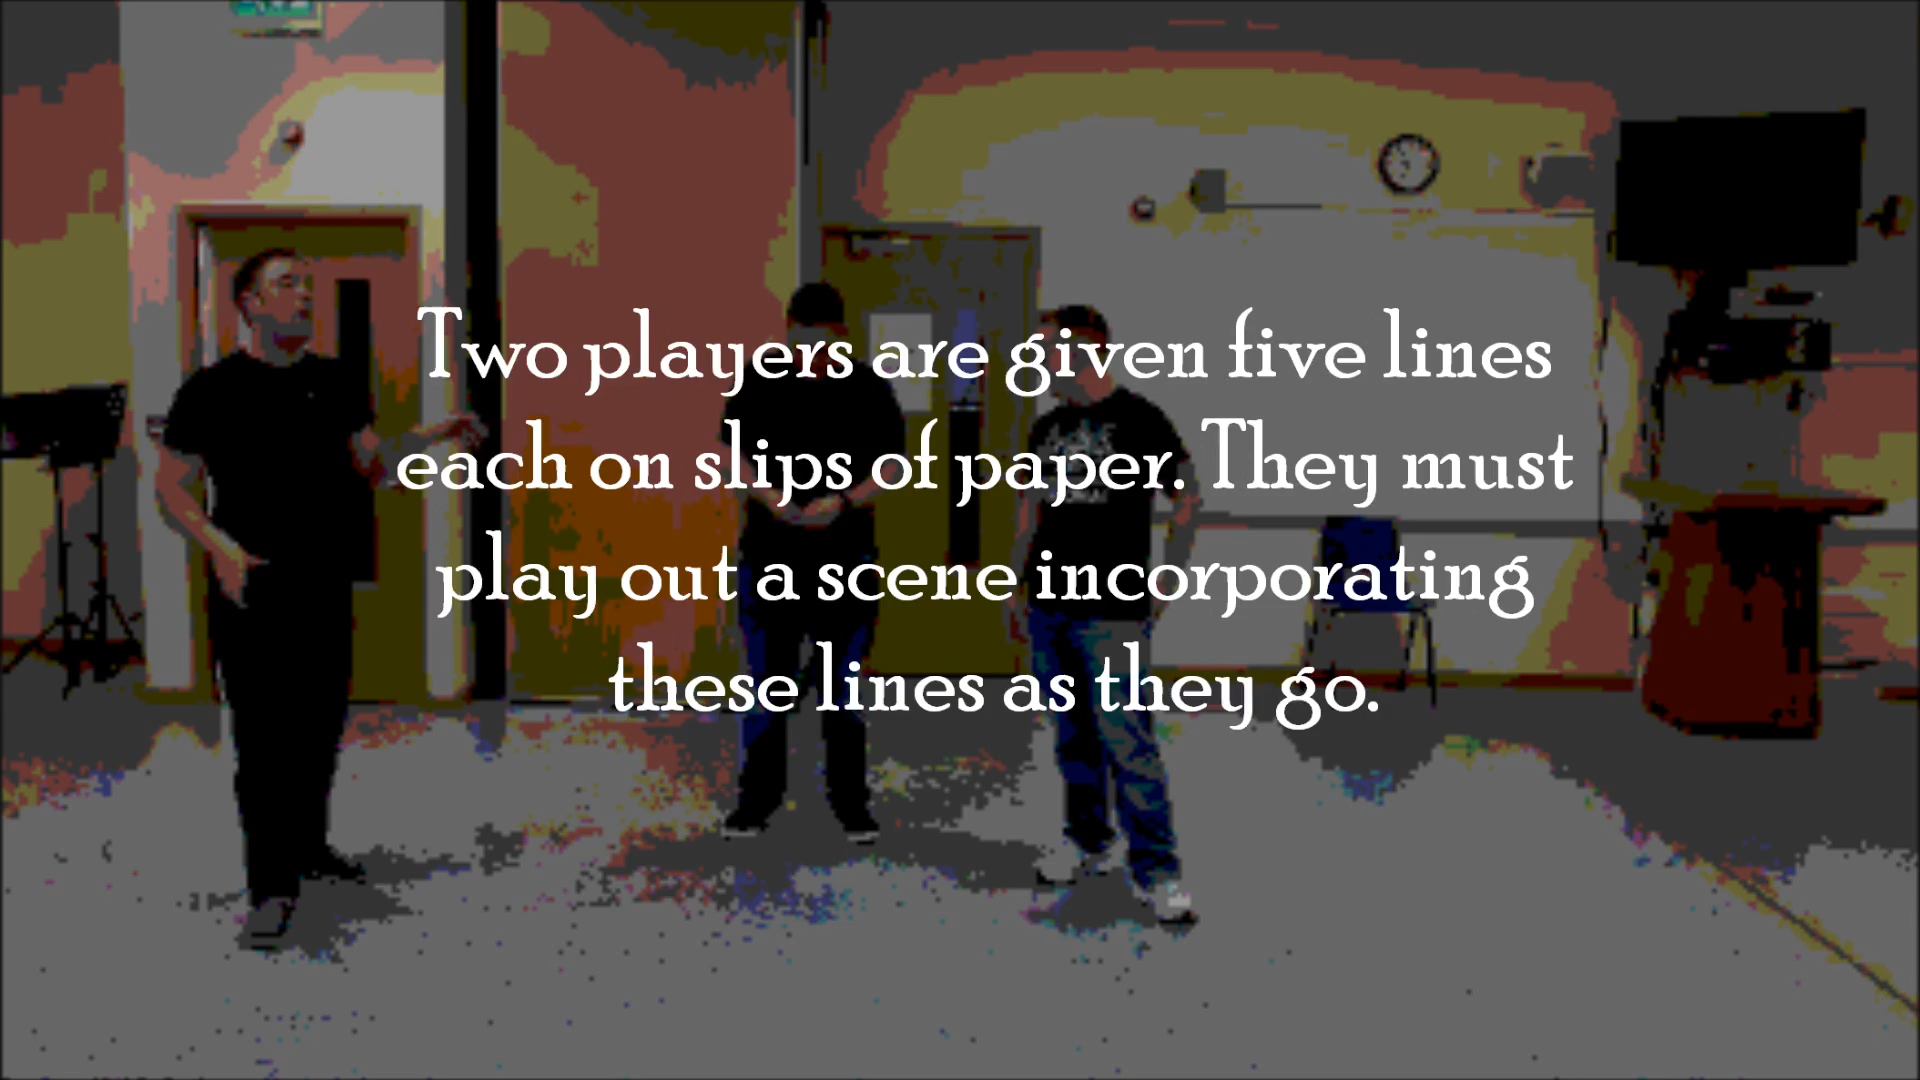 Two players are given five lines
each on slips of paper. They must
play out a scene incorporating
these lines as they go.